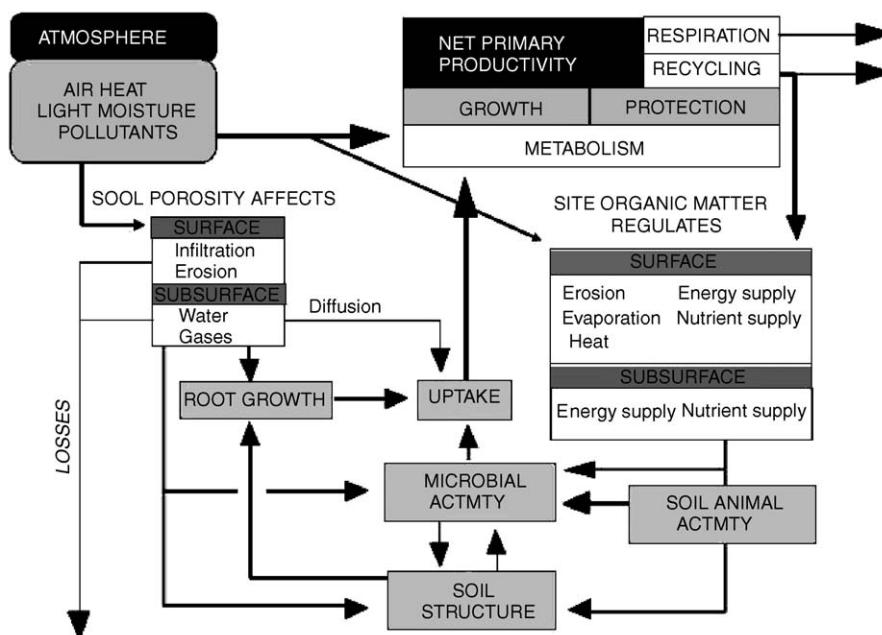 ATMOSPHERE
AIR HEAT
LIGHT MOISTURE
POLLUTANTS
NET PRIMARY
PRODUCTIVITY
RESPIRATION
RECYCLING
GROWTH
PROTECTION
METABOLISM
SOOL POROSITY AFFECTS
SURFACE
Infiltration
Erosion
SUBSURFACE
Water
Gases
Diffusion
SITE ORGANIC MATTER
REGULATES
SURFACE
Erosion Energy supply
Evaporation Nutrient supply
Heat
SUBSURFACE
Energy supply Nutrient supply
ROOT GROWTH
UPTAKE
LOSSES
MICROBIAL
ACTMTY
SOIL ANIMAL
ACTMTY
SOIL
STRUCTURE